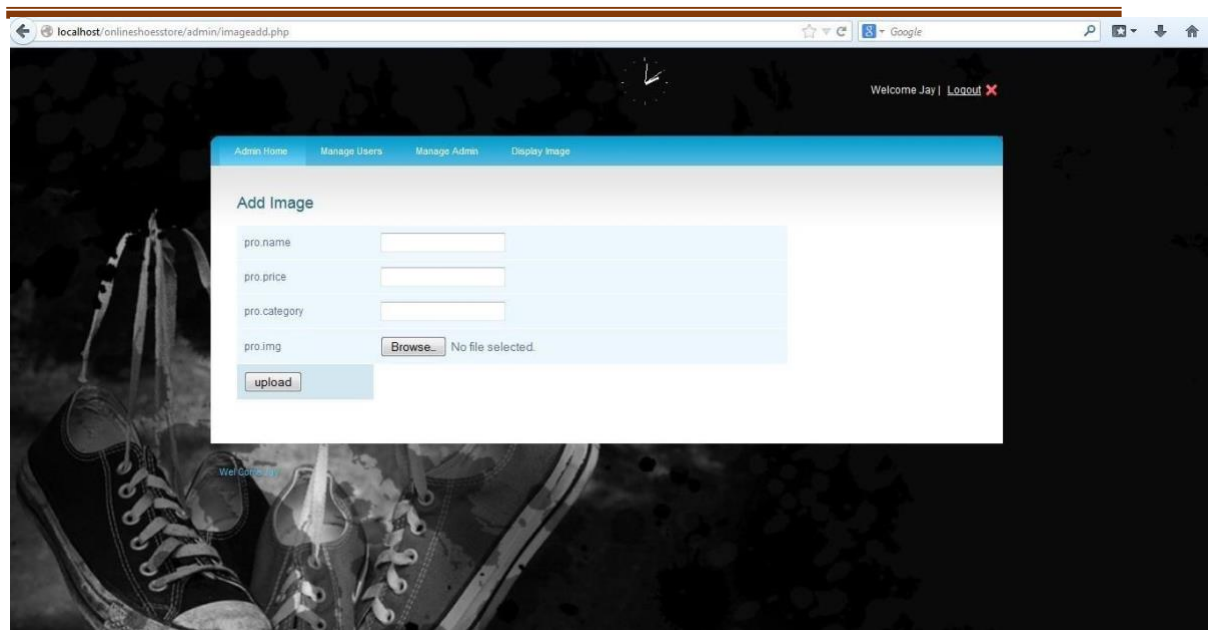 localhost/onlineshoesstore/admin/imageadd.php
Google
Welcome Jay | Logout
Admin Home Manage Users Manage Admin Display Image
Add Image
pro.name
pro.price
pro.category
pro.img Browse_ No file selected.
upload